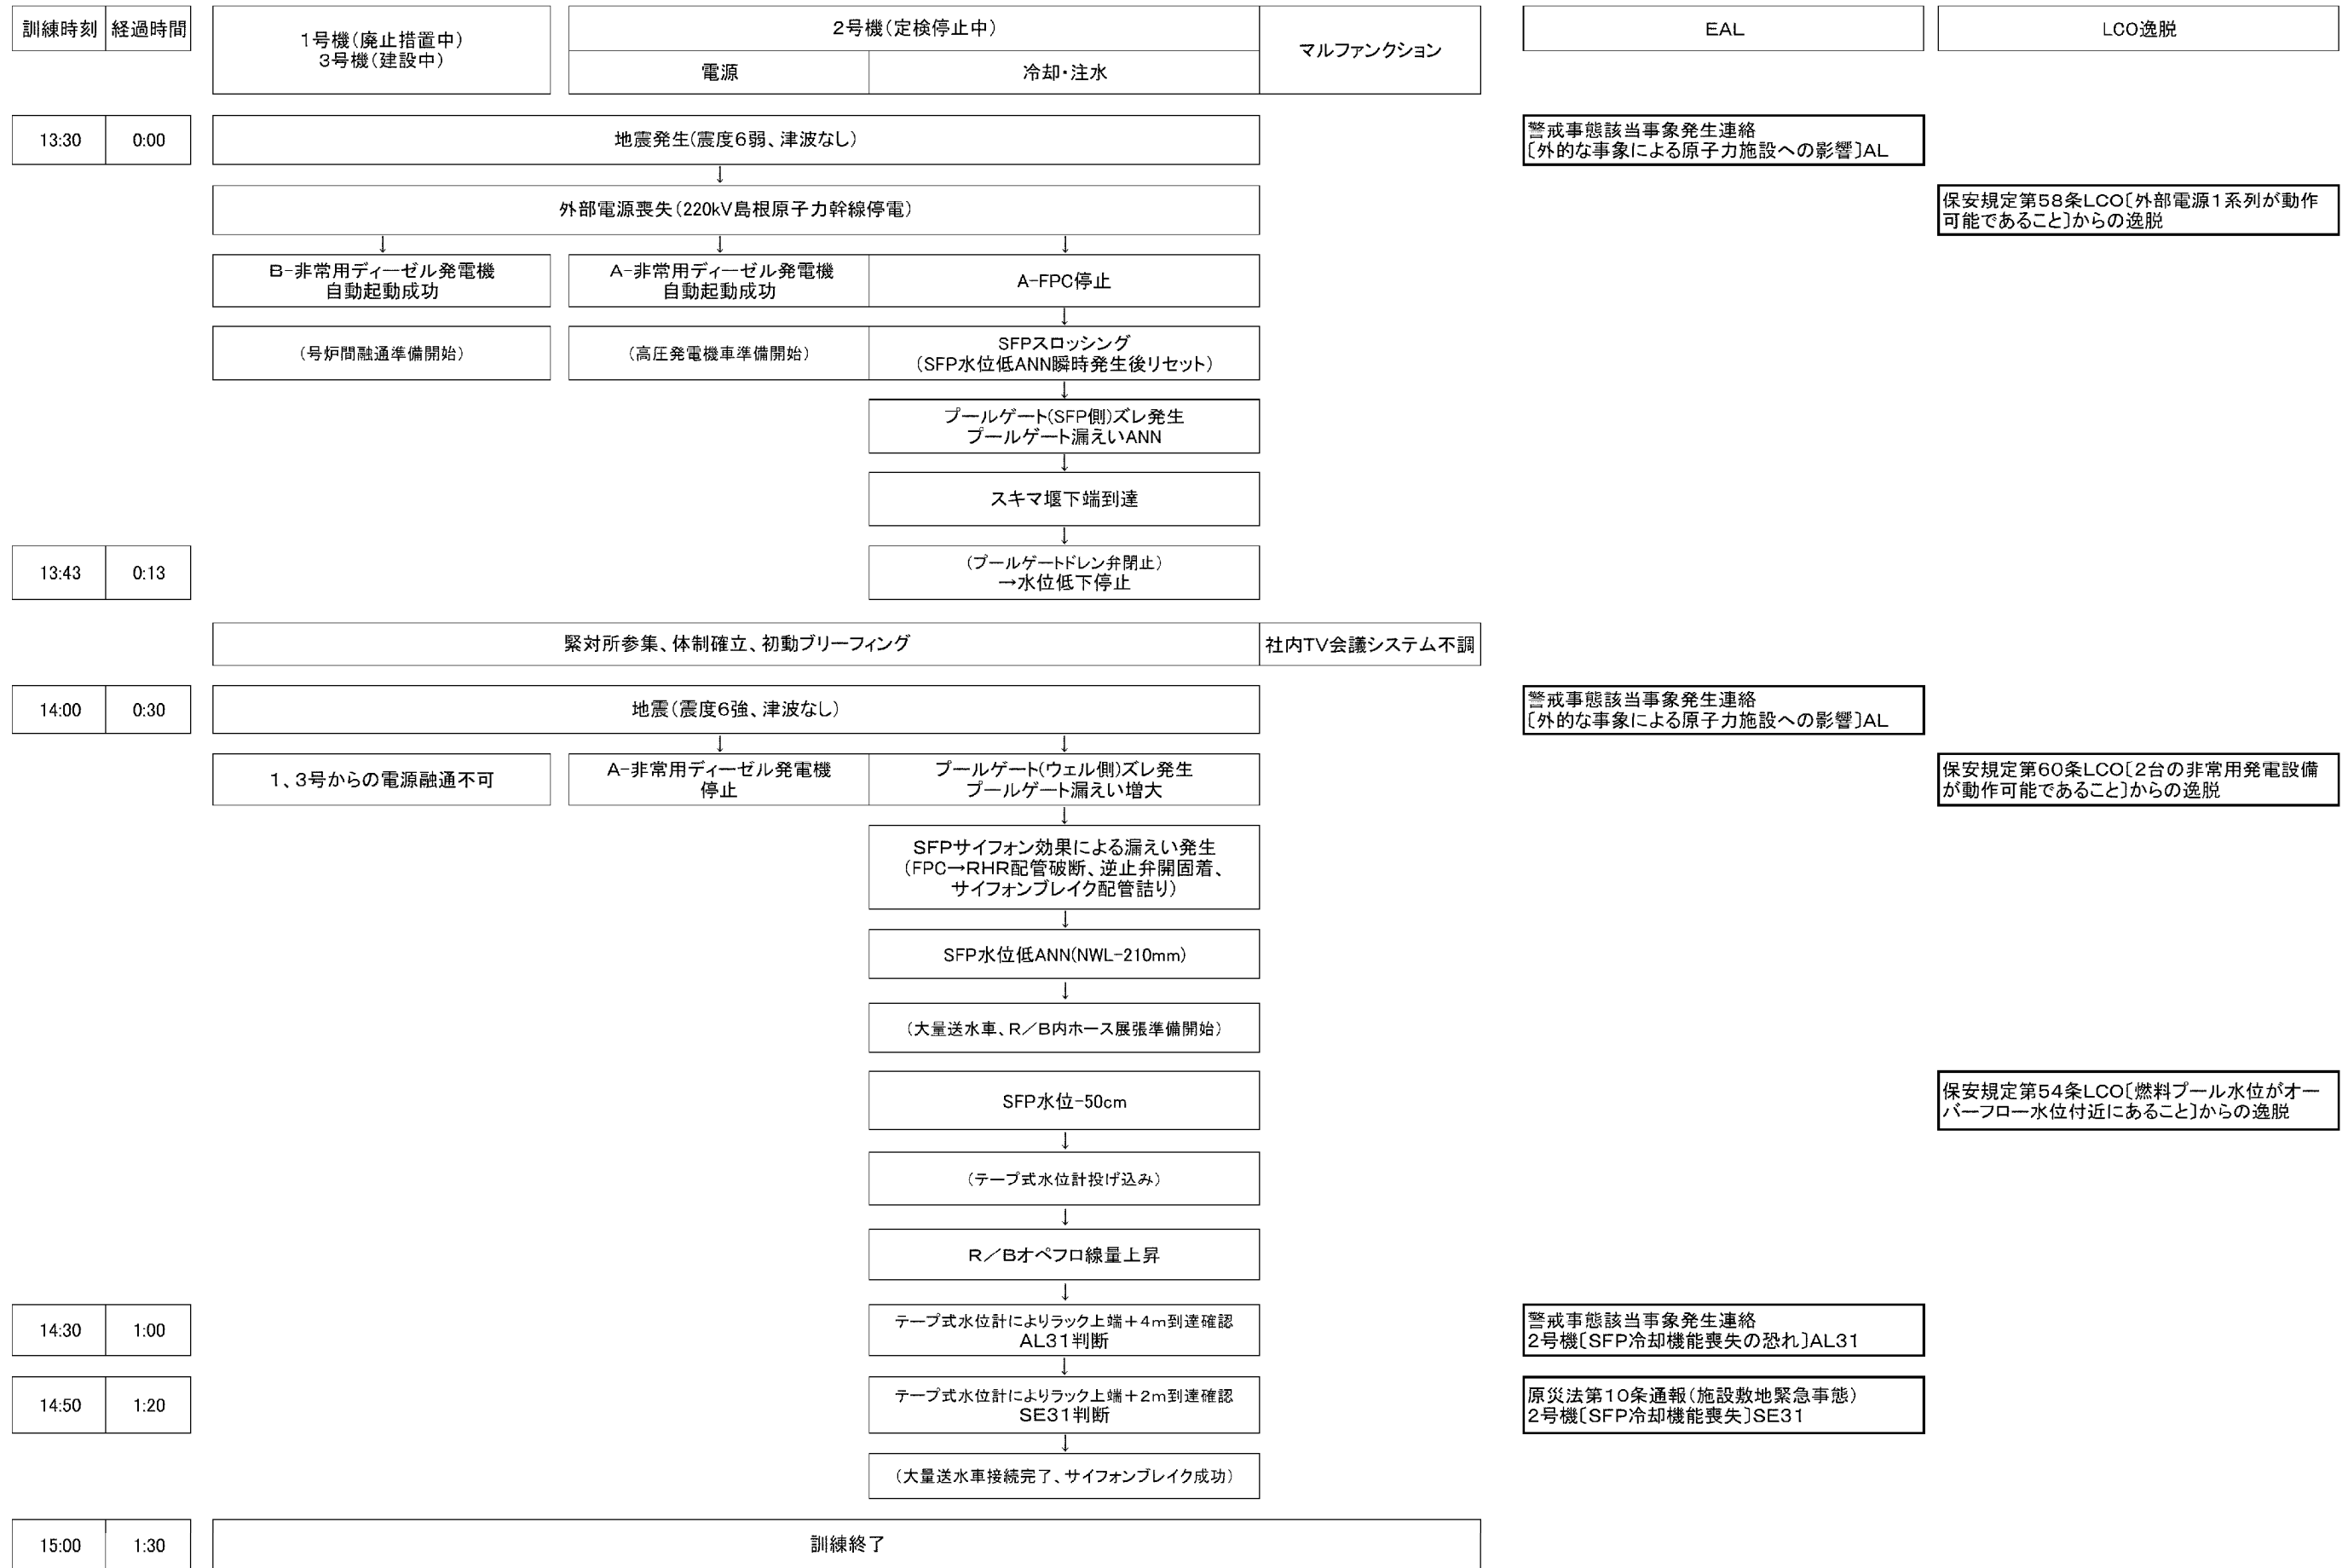 訓練時刻
経過時間
1号機(廃止措置中)
3号機(建設中)
2号機(定検停止中)
電源
冷却・注水
マルファンクション
EAL
LCO逸脱
13:30
0:00
地震発生(震度6弱、津波なし)
警戒事態該当事象発生連絡
〔外的な事象による原子力施設への影響〕AL
↓
外部電源喪失(220kV島根原子力幹線停電)
保安規定第58条LCO〔外部電源1系列が動作
可能であること〕からの逸脱
↓
↓
↓
B-非常用ディーゼル発電機
自動起動成功
A-非常用ディーゼル発電機
自動起動成功
A-FPC停止
↓
(号炉間融通準備開始)
(高圧発電機車準備開始)
SFPスロッシング
(SFP水位低ANN瞬時発生後リセット)
↓
プールゲート(SFP側)ズレ発生
プールゲート漏えいANN
↓
スキマ堰下端到達
↓
13:43
0:13
(プールゲートドレン弁閉止)
→水位低下停止
緊対所参集、体制確立、初動ブリーフィング
社内TV会議システム不調
14:00
0:30
地震(震度6強、津波なし)
警戒事態該当事象発生連絡
〔外的な事象による原子力施設への影響〕AL
↓
↓
1、3号からの電源融通不可
A-非常用ディーゼル発電機
停止
プールゲート(ウェル側)ズレ発生
プールゲート漏えい増大
保安規定第60条LCO〔2台の非常用発電設備
が動作可能であること〕からの逸脱
↓
SFPサイフォン効果による漏えい発生
(FPC→RHR配管破断、逆止弁開固着、
サイフォンブレイク配管詰り)
↓
SFP水位低ANN(NWL-210mm)
↓
(大量送水車、R/B内ホース展張準備開始)
SFP水位-50cm
保安規定第54条LCO〔燃料プール水位がオー
バーフロー水位付近にあること〕からの逸脱
↓
(テープ式水位計投げ込み)
↓
R/Bオペフロ線量上昇
↓
14:30
1:00
テープ式水位計によりラック上端+4m到達確認
AL31判断
警戒事態該当事象発生連絡
2号機〔SFP冷却機能喪失の恐れ〕AL31
↓
14:50
1:20
テープ式水位計によりラック上端+2m到達確認
SE31判断
原災法第10条通報(施設敷地緊急事態)
2号機〔SFP冷却機能喪失〕SE31
↓
(大量送水車接続完了、サイフォンブレイク成功)
15:00
1:30
訓練終了